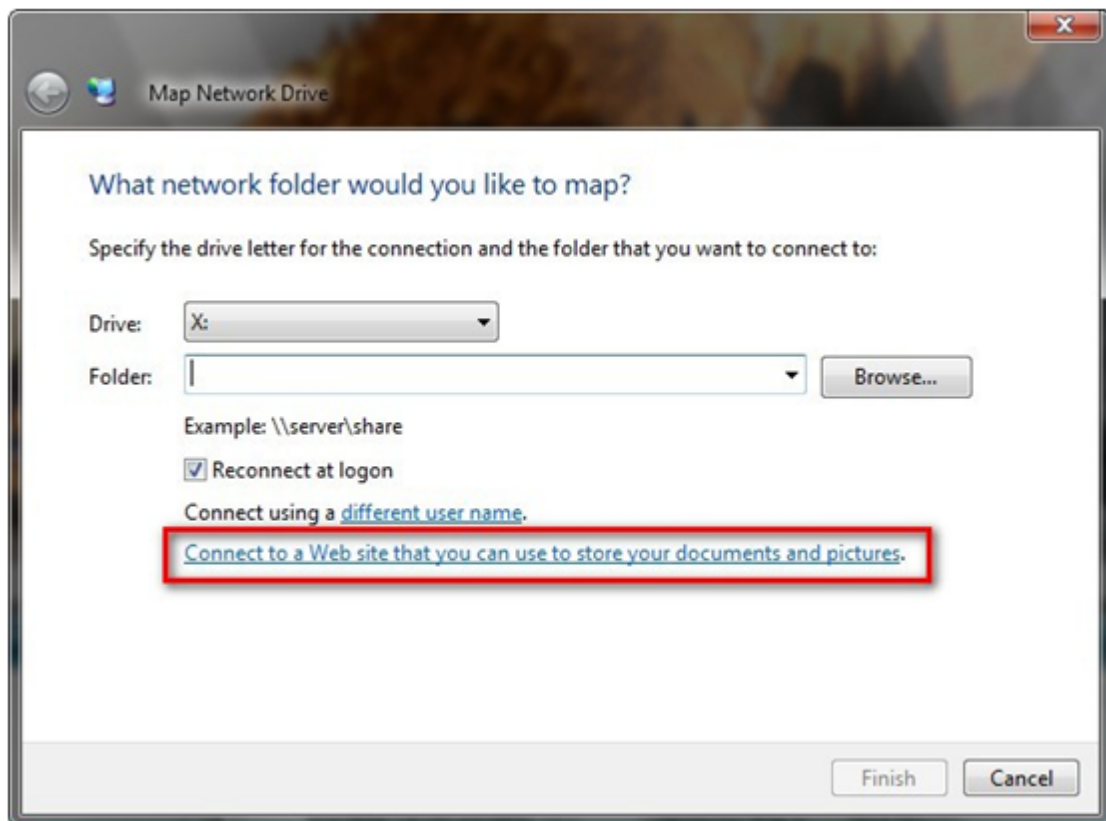 Map Network Drive
What network folder would you like to map?
Specify the drive letter for the connection and the folder that you want to connect to:
Drive: X:
Folder: Browse...
Example: \\server\share
Reconnect at logon
Connect using a different user name.
Connect to a Web site that you can use to store your documents and pictures.
Finish Cancel